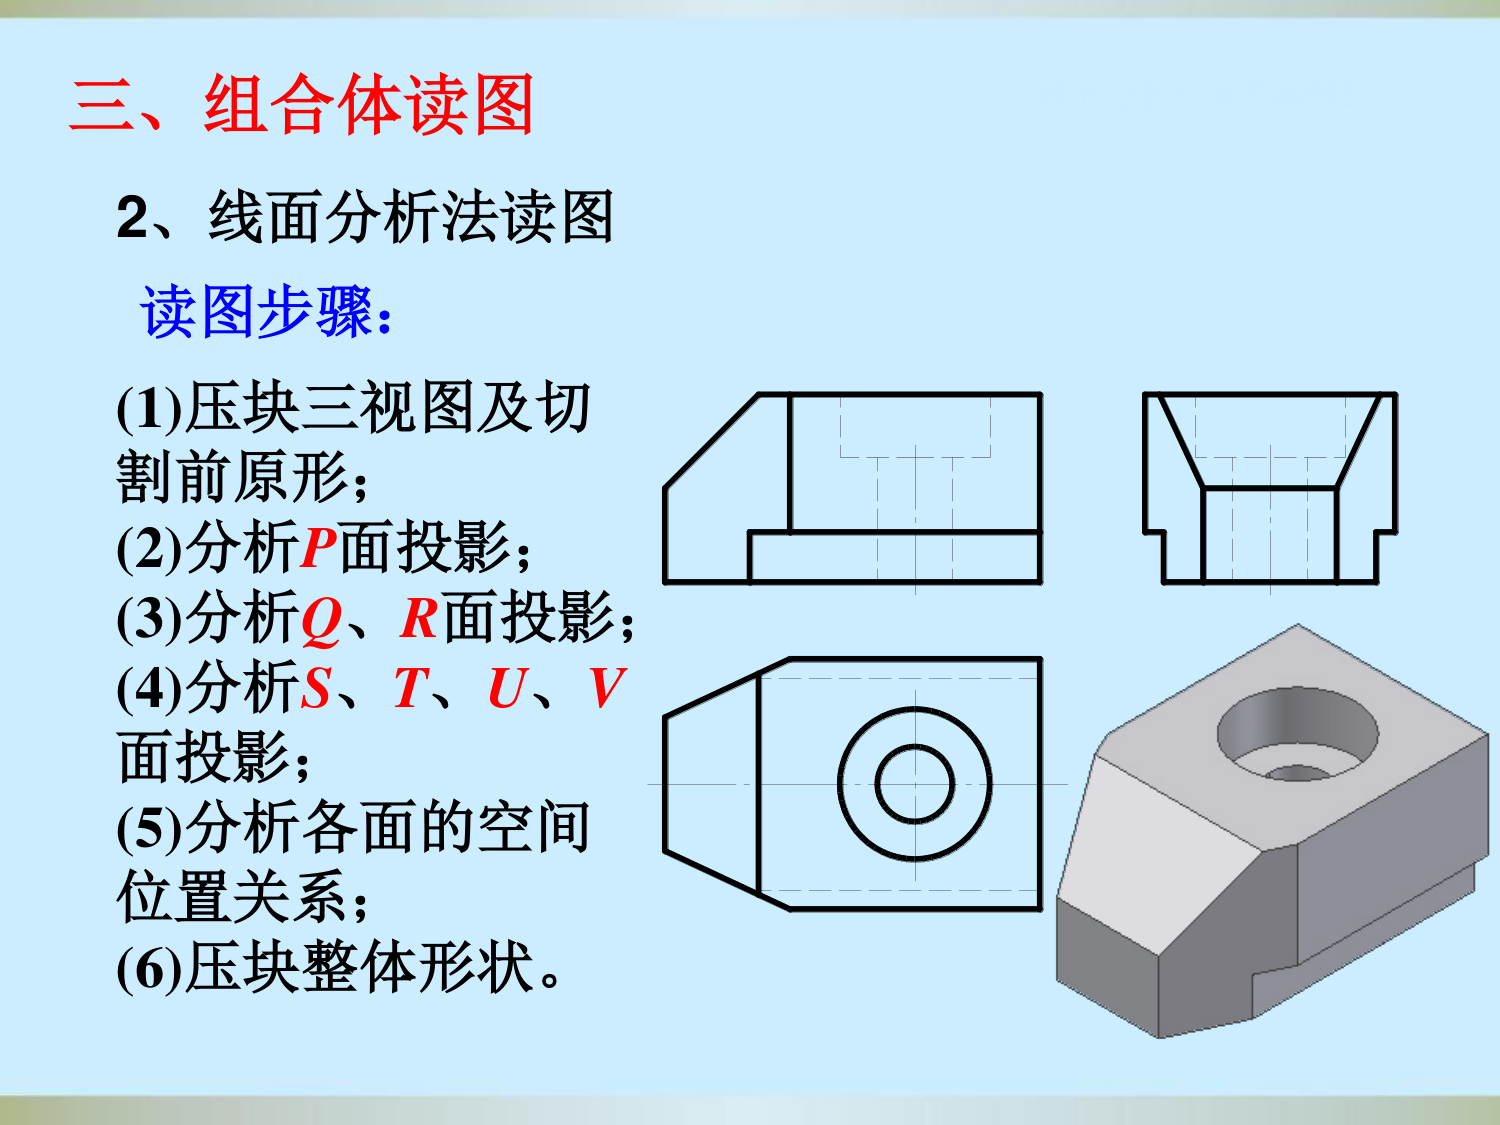 三、组合体读图
2、线面分析法读图
读图步骤：
(1)压块三视图及切
割前原形；
(2)分析P面投影；
(3)分析Q、R面投影；
(4)分析S、T、U、V
面投影；
(5)分析各面的空间
位置关系；
(6)压块整体形状。